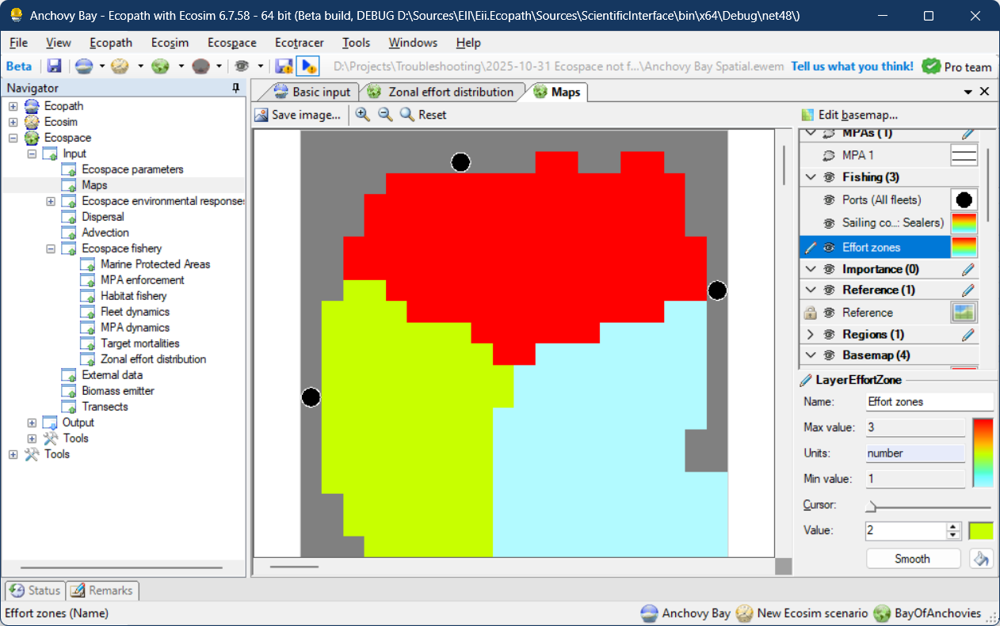 Anchovy Bay - Ecopath with Ecosim 6.7.58 - 64 bit (Beta build, DEBUG D:\Sources\EII\Eii.Ecopath\Sources\ScientificInterface\bin\x64\Debug\net48\)
File View Ecopath Ecosim Ecospace Ecotracer Tools Windows Help
Beta D:\Projects\Troubleshooting\2025-10-31 Ecospace not f...\Anchovy Bay Spatial.ewem Tell us what you think! Pro team
Navigator
Ecopath
Ecosim
Ecospace
Input
Ecospace parameters
Maps
Ecospace environmental response
Dispersal
Advection
Ecospace fishery
Marine Protected Areas
MPA enforcement
Habitat fishery
Fleet dynamics
MPA dynamics
Target mortalities
Zonal effort distribution
External data
Biomass emitter
Transects
Output
Tools
Tools
Basic input Zonal effort distribution Maps
Save image... Reset
Edit basemap...
MPAs (1)
MPA 1
Fishing (3)
Ports (All fleets)
Sailing co...: Sealers)
Effort zones
Importance (0)
Reference (1)
Reference
Regions (1)
Basemap (4)
LayerEffortZone
Name: Effort zones
Max value: 3
Units: number
Min value: 1
Cursor:
Value: 2
Smooth
Status Remarks
Effort zones (Name) Anchovy Bay New Ecosim scenario BayOfAnchovies